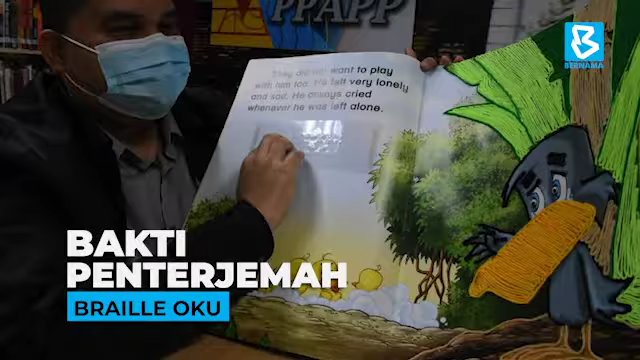 PPAPP
BERNAMA
They did not want to play
with him too. He felt very lonely
and sad. He always cried
whenever he was left alone.
BAKTI
PENTERJEMAH
BRAILLE OKU